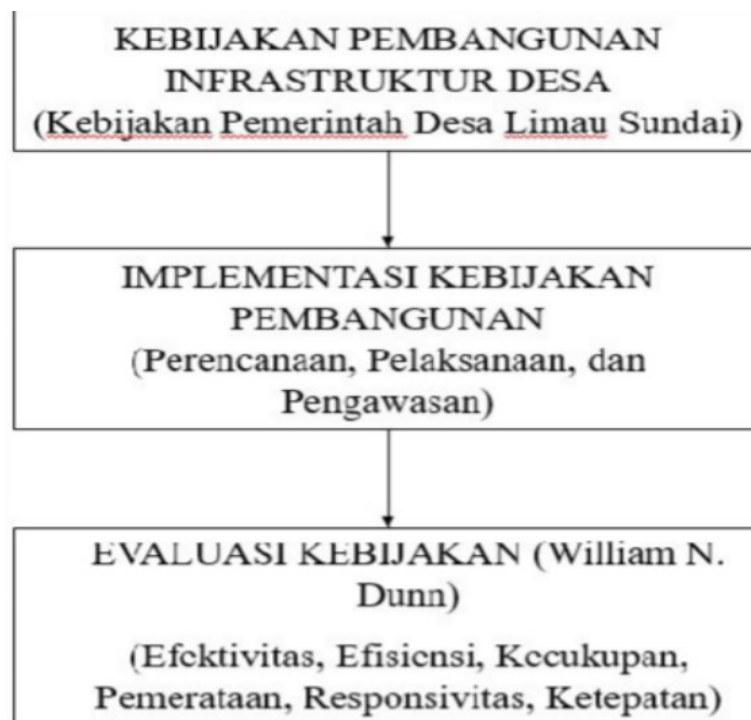 KEBIJAKAN PEMBANGUNAN
INFRASTRUKTUR DESA
(Kebijakan Pemerintah Desa Limau Sundai)
IMPLEMENTASI KEBIJAKAN
PEMBANGUNAN
(Perencanaan, Pelaksanaan, dan
Pengawasan)
EVALUASI KEBIJAKAN (William N.
Dunn)
(Efektivitas, Efisiensi, Kecukupan,
Pemerataan, Responsivitas, Ketepatan)